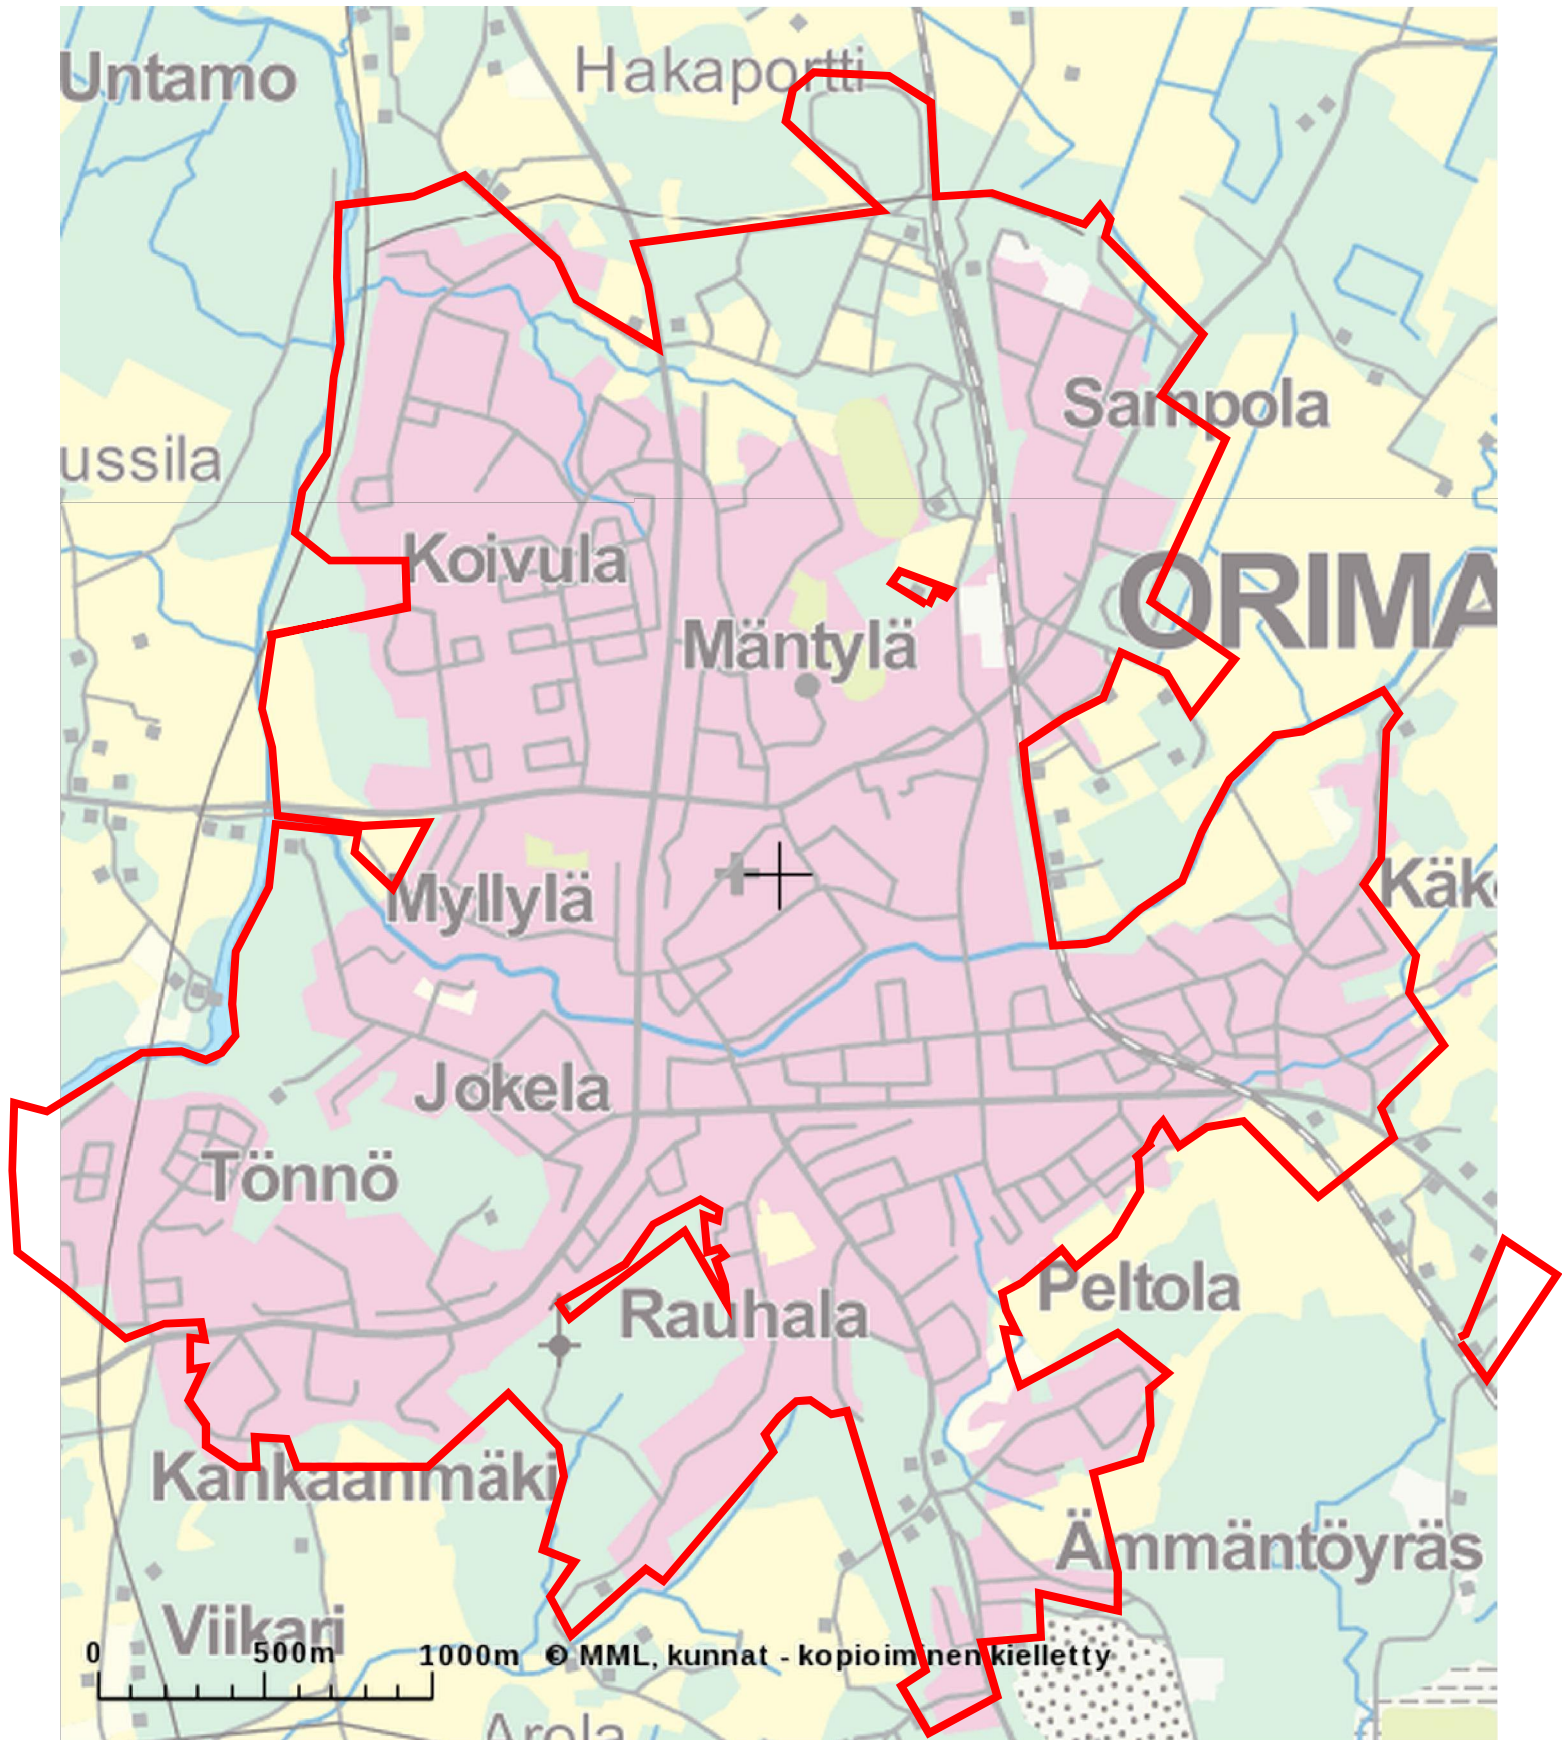 Hakaportti
Untamo
Sampola
ussila
Koivula
ORIMA
Mäntylä
Käk
Myllylä
Jokela
Tönnö
Peltola
Rauhala
Kankaanmäki
Ämmäntöyräs
Viikari
0 500m 1000m © MML, kunnat - kopioiminen kielletty
Arola